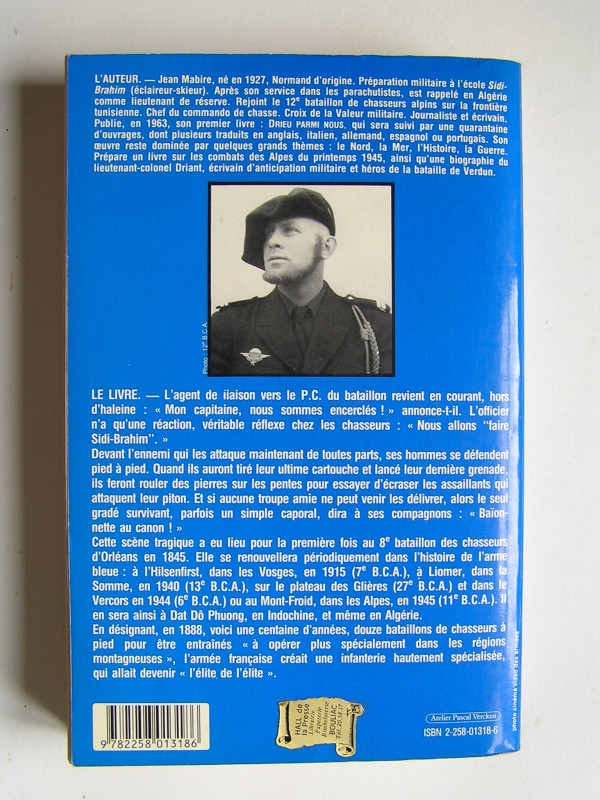 L'AUTEUR. — Jean Mabire, né en 1927, Normand d'origine. Préparation militaire à l'école Sidi-
Brahim (éclaireur-skieur). Après son service dans les parachutistes, est rappelé en Algérie
comme lieutenant de réserve. Rejoint le 12e bataillon de chasseurs alpins sur la frontière
tunisienne. Chef du commando de chasse. Croix de la Valeur militaire. Journaliste et écrivain.
Publie, en 1963, son premier livre : DRIEU PARMI NOUS, qui sera suivi par une quarantaine
d'ouvrages, dont plusieurs traduits en anglais, italien, allemand, espagnol ou portugais. Son
œuvre reste dominée par quelques grands thèmes : le Nord, la Mer, l'Histoire, la Guerre.
Prépare un livre sur les combats des Alpes du printemps 1945, ainsi qu'une biographie du
lieutenant-colonel Driant, écrivain d'anticipation militaire et héros de la bataille de Verdun.
Photo : 12e B.C.A.
LE LIVRE. — L'agent de liaison vers le P.C. du bataillon revient en courant, hors
d'haleine : « Mon capitaine, nous sommes encerclés ! » annonce-t-il. L'officier
n'a qu'une réaction, véritable réflexe chez les chasseurs : « Nous allons "faire
Sidi-Brahim". »
Devant l'ennemi qui les attaque maintenant de toutes parts, ses hommes se défendent
pied à pied. Quand ils auront tiré leur ultime cartouche et lancé leur dernière grenade,
ils feront rouler des pierres sur les pentes pour essayer d'écraser les assaillants qui
attaquent leur piton. Et si aucune troupe amie ne peut venir les délivrer, alors le seul
gradé survivant, parfois un simple caporal, dira à ses compagnons : « Baïon-
nette au canon ! »
Cette scène tragique a eu lieu pour la première fois au 8e bataillon des chasseurs
d'Orléans en 1845. Elle se renouvellera périodiquement dans l'histoire de l'arme
bleue : à l'Hilsenfirst, dans les Vosges, en 1915 (7e B.C.A.), à Liomer, dans la
Somme, en 1940 (13e B.C.A.), sur le plateau des Glières (27e B.C.A.) et dans le
Vercors en 1944 (6e B.C.A.) ou au Mont-Froid, dans les Alpes, en 1945 (11e B.C.A.). Il
en sera ainsi à Dat Dô Phuong, en Indochine, et même en Algérie.
En désignant, en 1888, voici une centaine d'années, douze bataillons de chasseurs à
pied pour être entraînés « à opérer plus spécialement dans les régions
montagneuses », l'armée française créait une infanterie hautement spécialisée,
qui allait devenir « l'élite de l'élite ».
photo cinéma vidéo des armées
9 782258 013186
HALL de
la Presse
Librairie
Papeterie
Bimbeloterie
BOULIAC
Tél. 20.58.17
Atelier Pascal Vercken
ISBN 2-258-01318-6